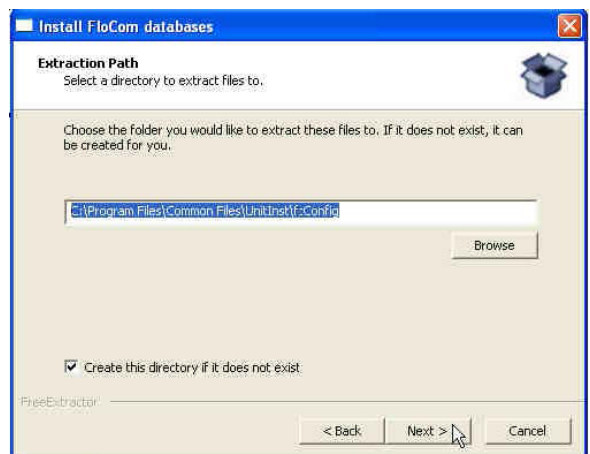 Install FloCom databases
Extraction Path
Select a directory to extract files to.
Choose the folder you would like to extract these files to. If it does not exist, it can
be created for you.
C:\Program Files\Common Files\UnitInst\f::Config
Browse
Create this directory if it does not exist
FreeExtractor
< Back
Next >
Cancel